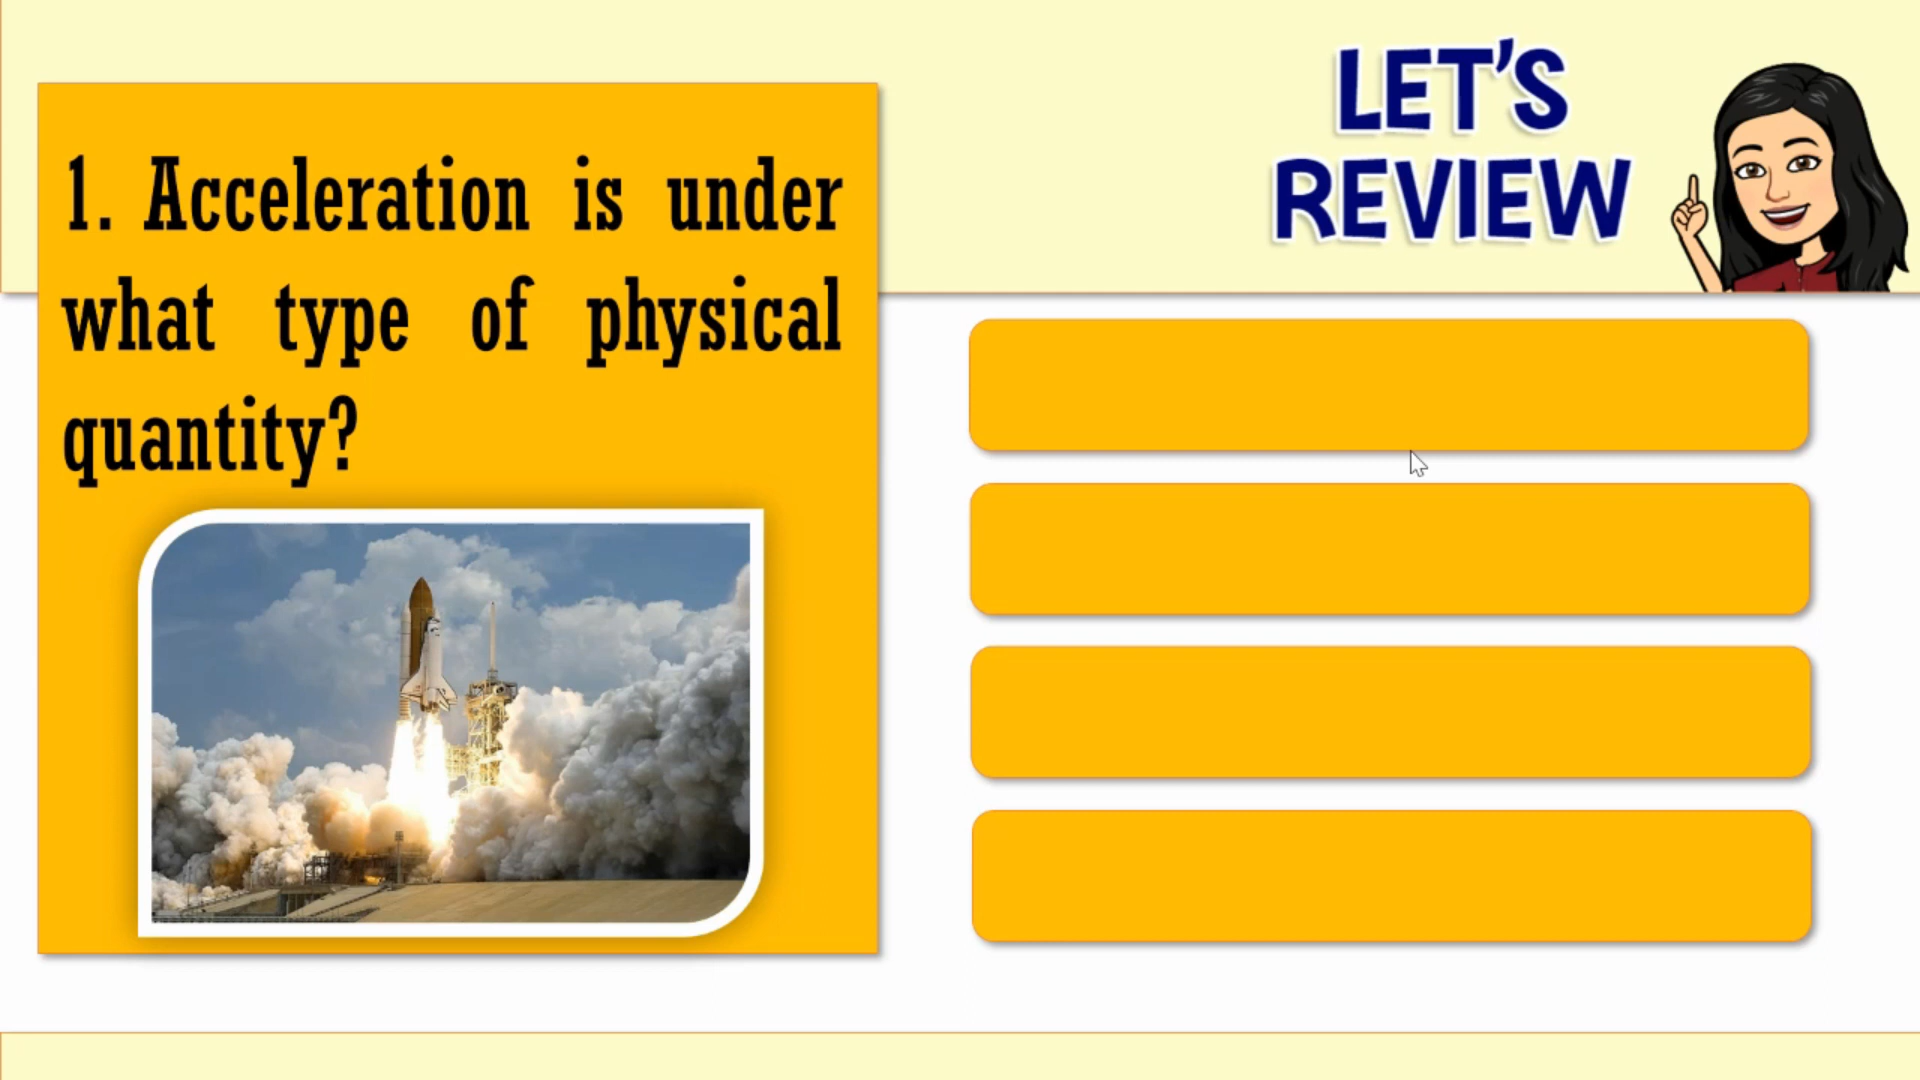 LET'S
REVIEW
1. Acceleration is under
what type of physical
quantity?